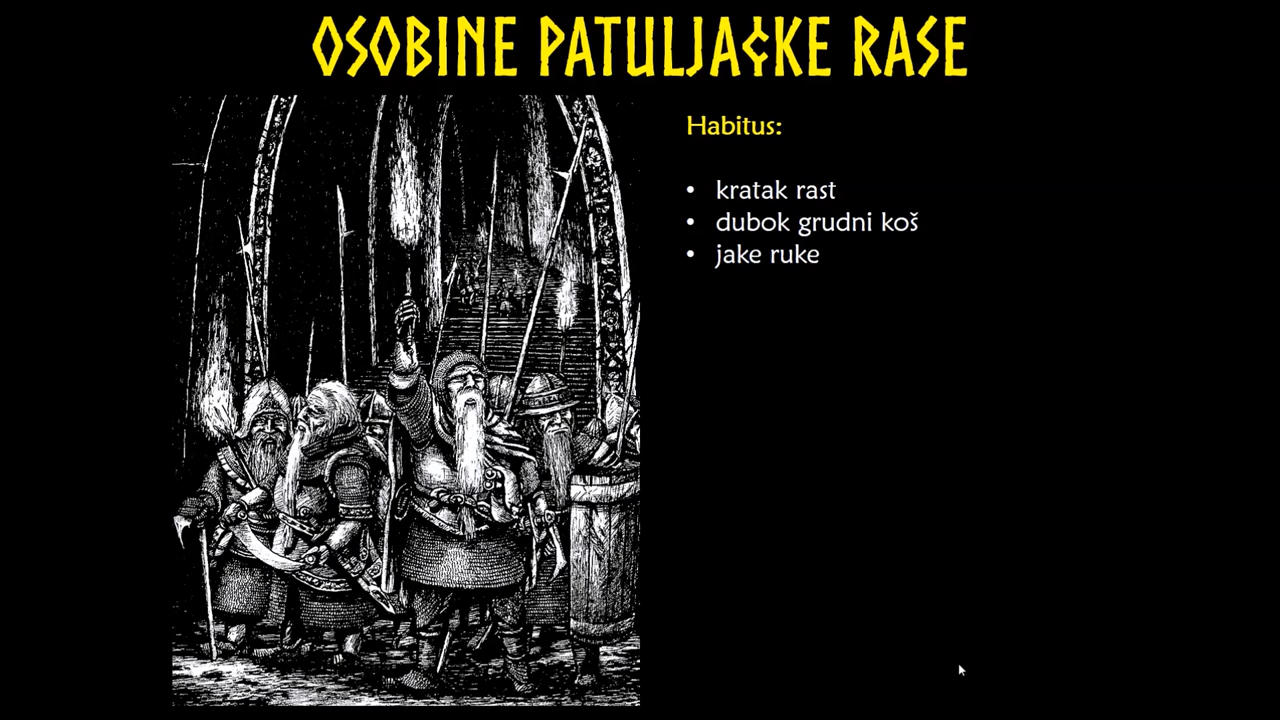 OSOBINE PATULJAČKE RASE
Habitus:
• kratak rast
• dubok grudni koš
• jake ruke